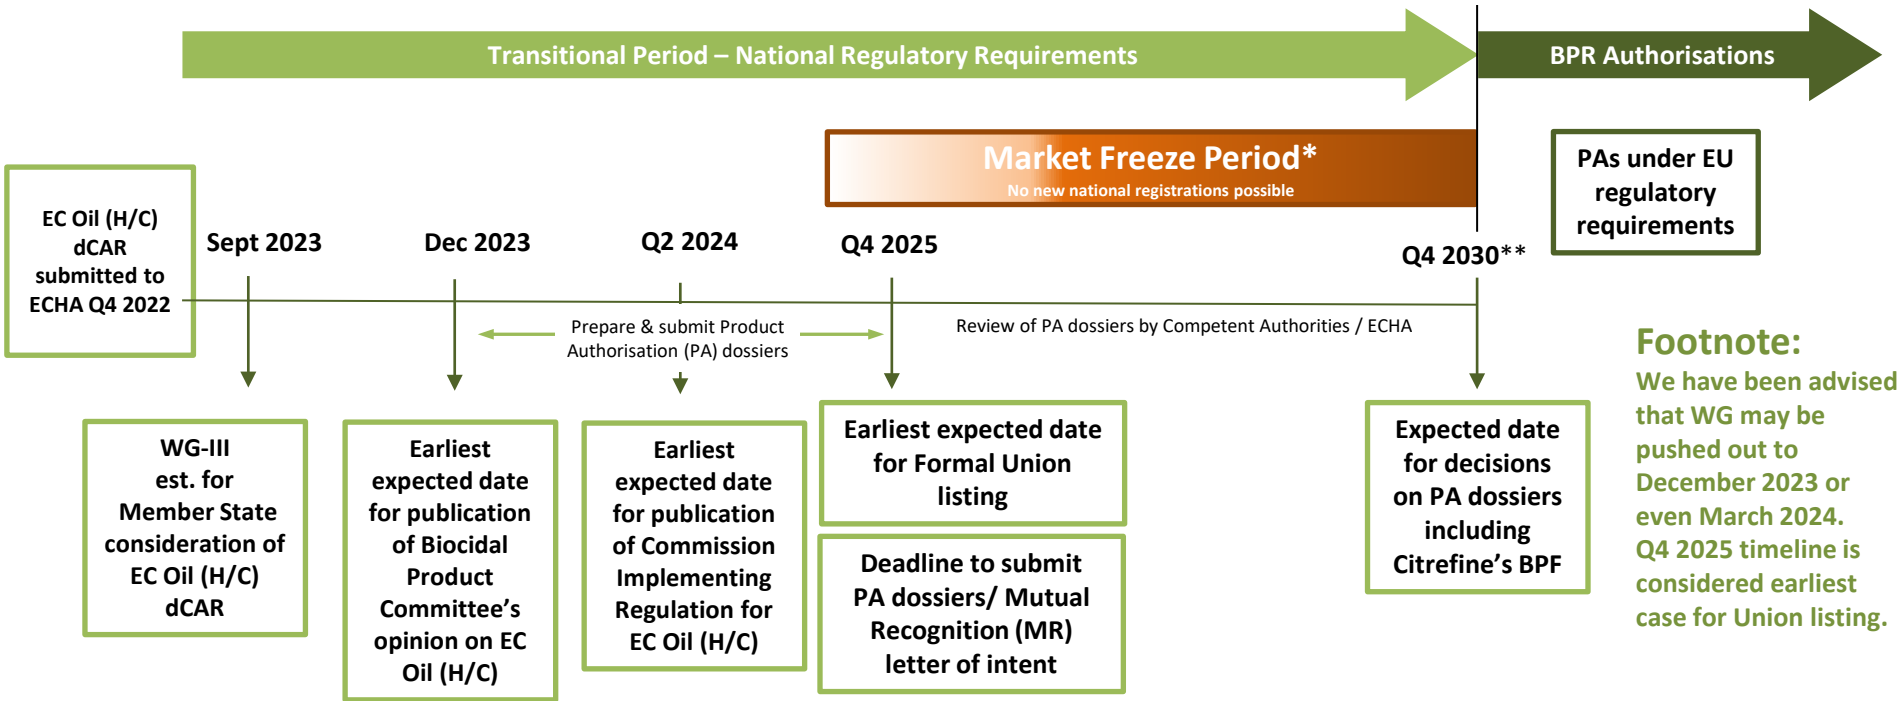 Transitional Period – National Regulatory Requirements
BPR Authorisations
Market Freeze Period*
No new national registrations possible
PAs under EU
regulatory
requirements
EC Oil (H/C)
dCAR
submitted to
ECHA Q4 2022
Sept 2023
Dec 2023
Q2 2024
Q4 2025
Q4 2030**
Prepare & submit Product
Authorisation (PA) dossiers
Review of PA dossiers by Competent Authorities / ECHA
WG-III
est. for
Member State
consideration of
EC Oil (H/C)
dCAR
Earliest
expected date
for publication
of Biocidal
Product
Committee’s
opinion on EC
Oil (H/C)
Earliest
expected date
for publication
of Commission
Implementing
Regulation for
EC Oil (H/C)
Earliest expected date
for Formal Union
listing
Deadline to submit
PA dossiers/ Mutual
Recognition (MR)
letter of intent
Expected date
for decisions
on PA dossiers
including
Citrefine’s BPF
Footnote:
We have been advised
that WG may be
pushed out to
December 2023 or
even March 2024.
Q4 2025 timeline is
considered earliest
case for Union listing.